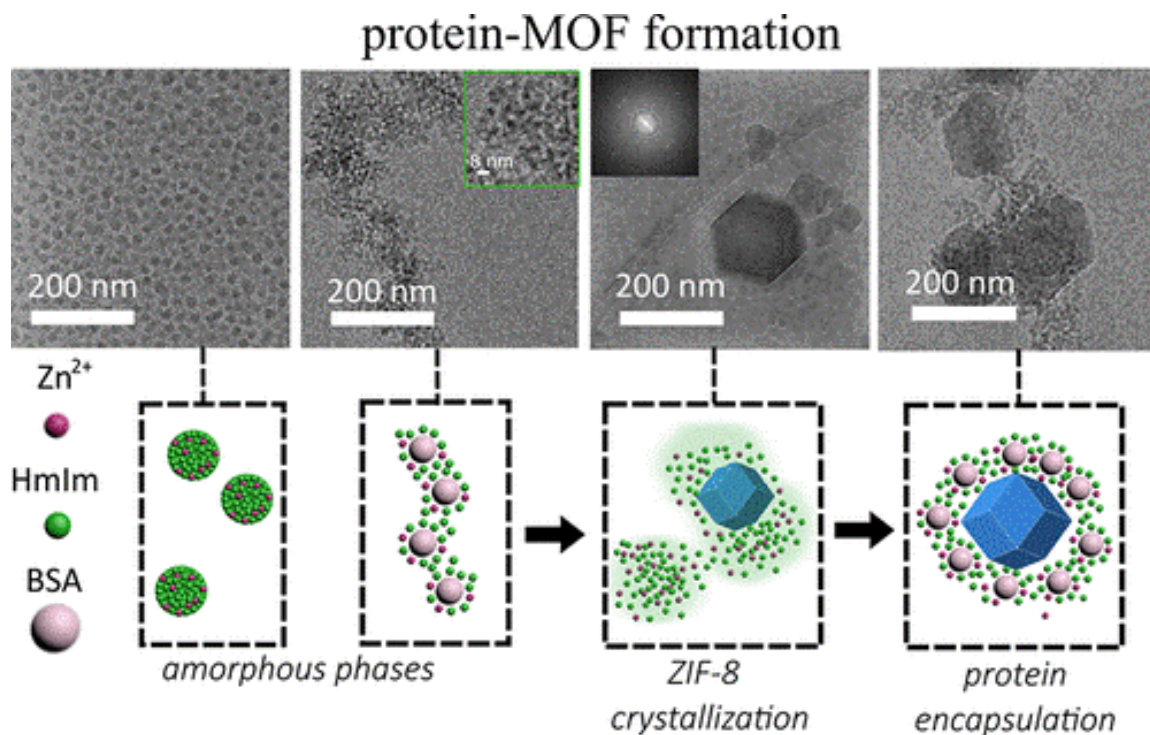 protein-MOF formation
8 nm
200 nm
200 nm
200 nm
200 nm
Zn²⁺
HmIm
BSA
amorphous phases
ZIF-8
crystallization
protein
encapsulation